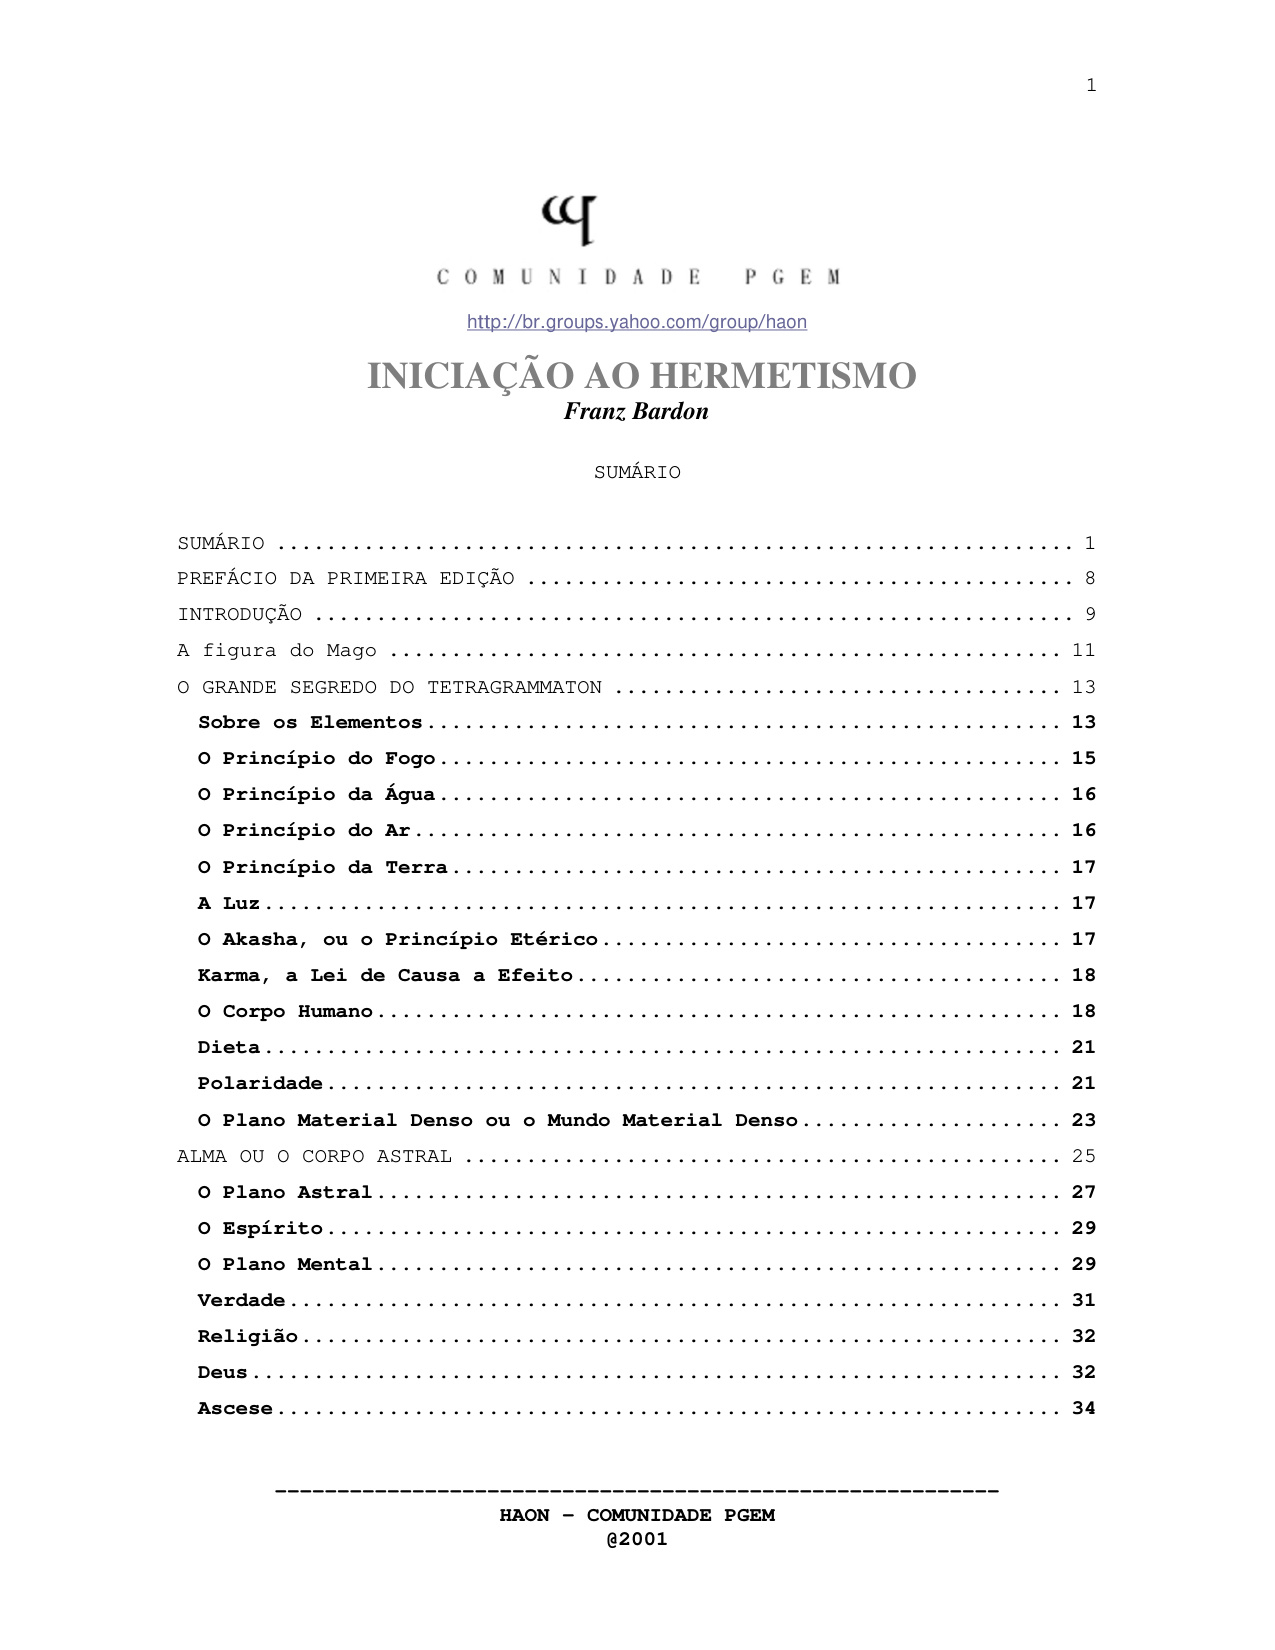 1
COMUNIDADE PGEM
http://br.groups.yahoo.com/group/haon
INICIAÇÃO AO HERMETISMO
Franz Bardon
SUMÁRIO
SUMÁRIO ................................................................ 1
PREFÁCIO DA PRIMEIRA EDIÇÃO ............................................ 8
INTRODUÇÃO ............................................................. 9
A figura do Mago ...................................................... 11
O GRANDE SEGREDO DO TETRAGRAMMATON .................................... 13
Sobre os Elementos................................................... 13
O Princípio do Fogo.................................................. 15
O Princípio da Água.................................................. 16
O Princípio do Ar.................................................... 16
O Princípio da Terra................................................. 17
A Luz................................................................ 17
O Akasha, ou o Princípio Etérico..................................... 17
Karma, a Lei de Causa a Efeito....................................... 18
O Corpo Humano....................................................... 18
Dieta................................................................ 21
Polaridade........................................................... 21
O Plano Material Denso ou o Mundo Material Denso..................... 23
ALMA OU O CORPO ASTRAL ................................................ 25
O Plano Astral....................................................... 27
O Espírito........................................................... 29
O Plano Mental....................................................... 29
Verdade.............................................................. 31
Religião............................................................. 32
Deus................................................................. 32
Ascese............................................................... 34
__________________________________________________________
HAON – COMUNIDADE PGEM
@2001